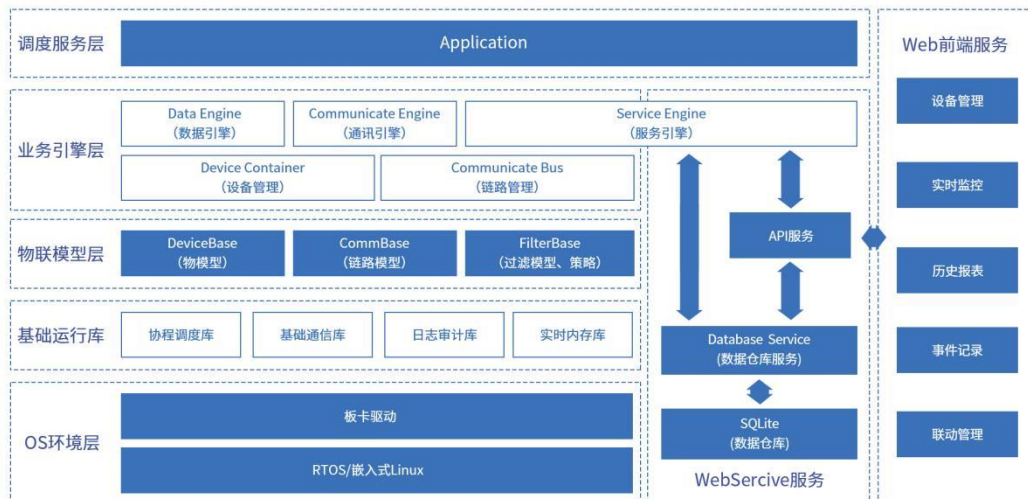 调度服务层
Application
业务引擎层
Data Engine
（数据引擎）
Communicate Engine
（通讯引擎）
Service Engine
（服务引擎）
Device Container
（设备管理）
Communicate Bus
（链路管理）
物联模型层
DeviceBase
（物模型）
CommBase
（链路模型）
FilterBase
（过滤模型、策略）
基础运行库
协程调度库
基础通信库
日志审计库
实时内存库
OS环境层
板卡驱动
RTOS/嵌入式Linux
API服务
Database Service
(数据仓库服务)
SQLite
(数据仓库)
WebSercive服务
Web前端服务
设备管理
实时监控
历史报表
事件记录
联动管理